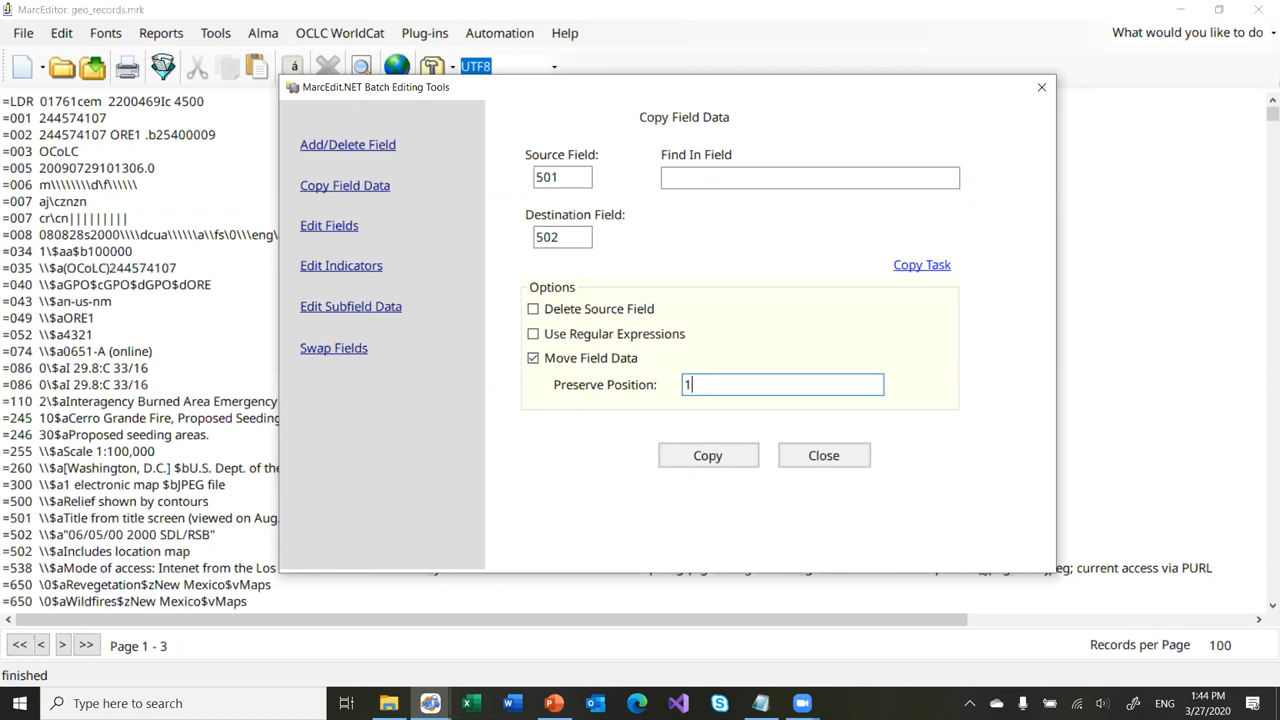 MarcEditor: geo_records.mrk
File Edit Fonts Reports Tools Alma OCLC WorldCat Plug-ins Automation Help What would you like to do
á UTF8
=LDR 01761cem 2200469Ic 4500
=001 244574107
=002 244574107 ORE1 .b25400009
=003 OCoLC
=005 20090729101306.0
=006 m\\\\\\\\d\f\\\\\\
=007 aj\cznzn
=007 cr\cn|||||||||
=008 080828s2000\\\\dcua\\\\\\a\\fs\0\\\eng\
=034 1\$aa$b100000
=035 \\$a(OCoLC)244574107
=040 \\$aGPO$cGPO$dGPO$dORE
=043 \\$an-us-nm
=049 \\$aORE1
=052 \\$a4321
=074 \\$a0651-A (online)
=086 0\$aI 29.8:C 33/16
=086 0\$aI 29.8:C 33/16
=110 2\$aInteragency Burned Area Emergency
=245 10$aCerro Grande Fire, Proposed Seeding
=246 30$aProposed seeding areas.
=255 \\$aScale 1:100,000
=260 \\$a[Washington, D.C.] $bU.S. Dept. of the
=300 \\$a1 electronic map $bJPEG file
=500 \\$aRelief shown by contours
=501 \\$aTitle from title screen (viewed on Aug.
=502 \\$a"06/05/00 2000 SDL/RSB"
=502 \\$aIncludes location map
=538 \\$aMode of access: Intenet from the Los jpeg; current access via PURL
=650 \0$aRevegetation$zNew Mexico$vMaps
=650 \0$aWildfires$zNew Mexico$vMaps
MarcEdit.NET Batch Editing Tools
Add/Delete Field
Copy Field Data
Edit Fields
Edit Indicators
Edit Subfield Data
Swap Fields
Copy Field Data
Source Field: Find In Field
501
Destination Field:
502
Copy Task
Options
Delete Source Field
Use Regular Expressions
Move Field Data
Preserve Position: 1
Copy Close
<< < > >> Page 1 - 3 Records per Page 100
finished
Type here to search ENG 1:44 PM
3/27/2020